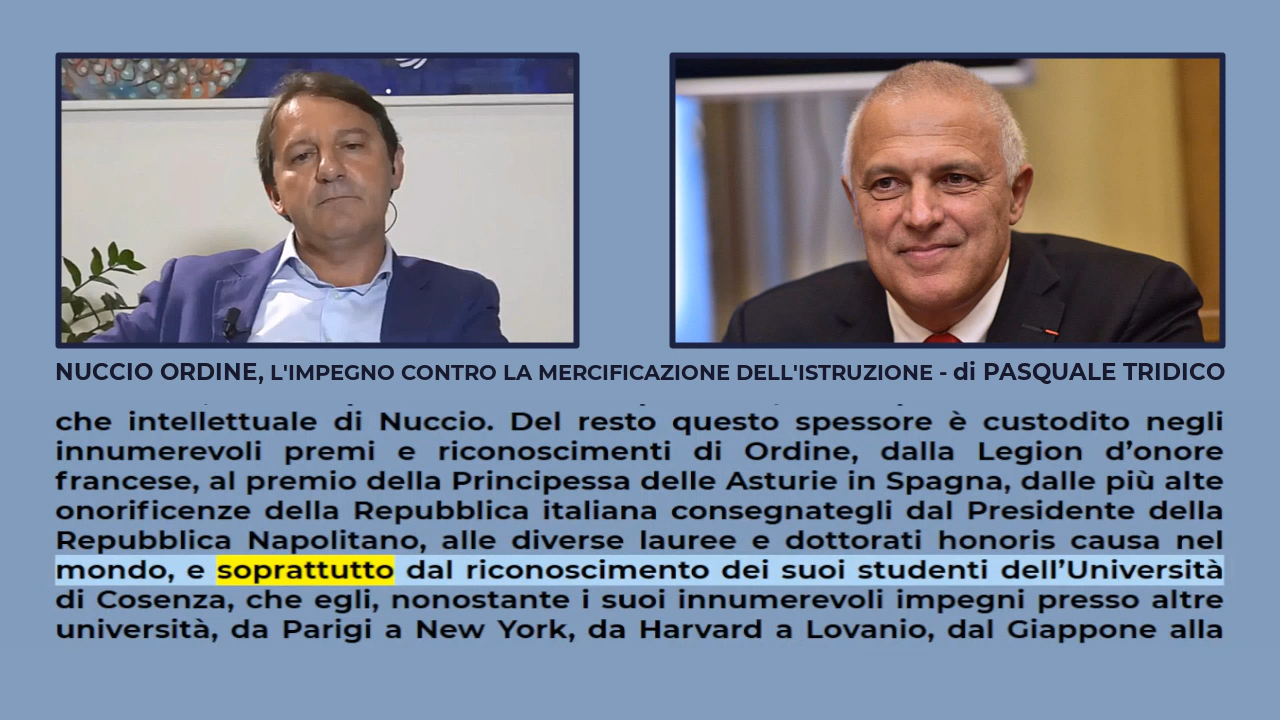 NUCCIO ORDINE, L'IMPEGNO CONTRO LA MERCIFICAZIONE DELL'ISTRUZIONE - di PASQUALE TRIDICO
che intellettuale di Nuccio. Del resto questo spessore è custodito negli
innumerevoli premi e riconoscimenti di Ordine, dalla Legion d’onore
francese, al premio della Principessa delle Asturie in Spagna, dalle più alte
onorificenze della Repubblica italiana consegnategli dal Presidente della
Repubblica Napolitano, alle diverse lauree e dottorati honoris causa nel
mondo, e soprattutto dal riconoscimento dei suoi studenti dell’Università
di Cosenza, che egli, nonostante i suoi innumerevoli impegni presso altre
università, da Parigi a New York, da Harvard a Lovanio, dal Giappone alla